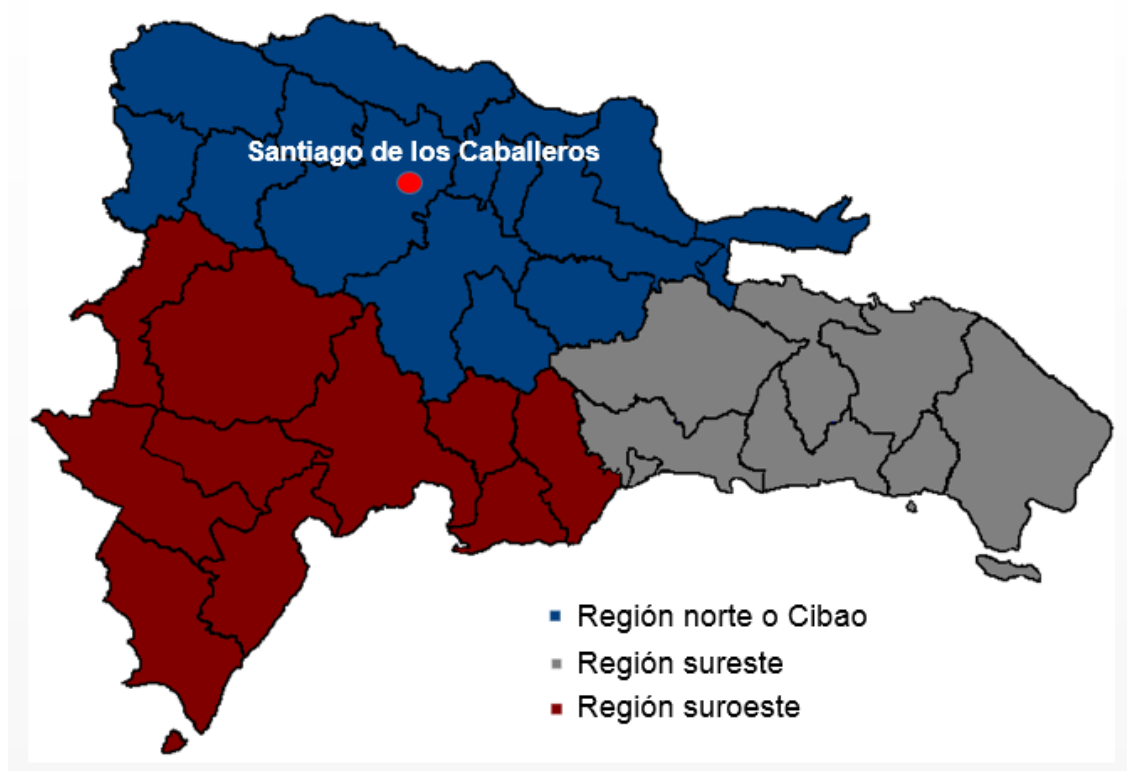 Santiago de los Caballeros
Región norte o Cibao
Región sureste
Región suroeste